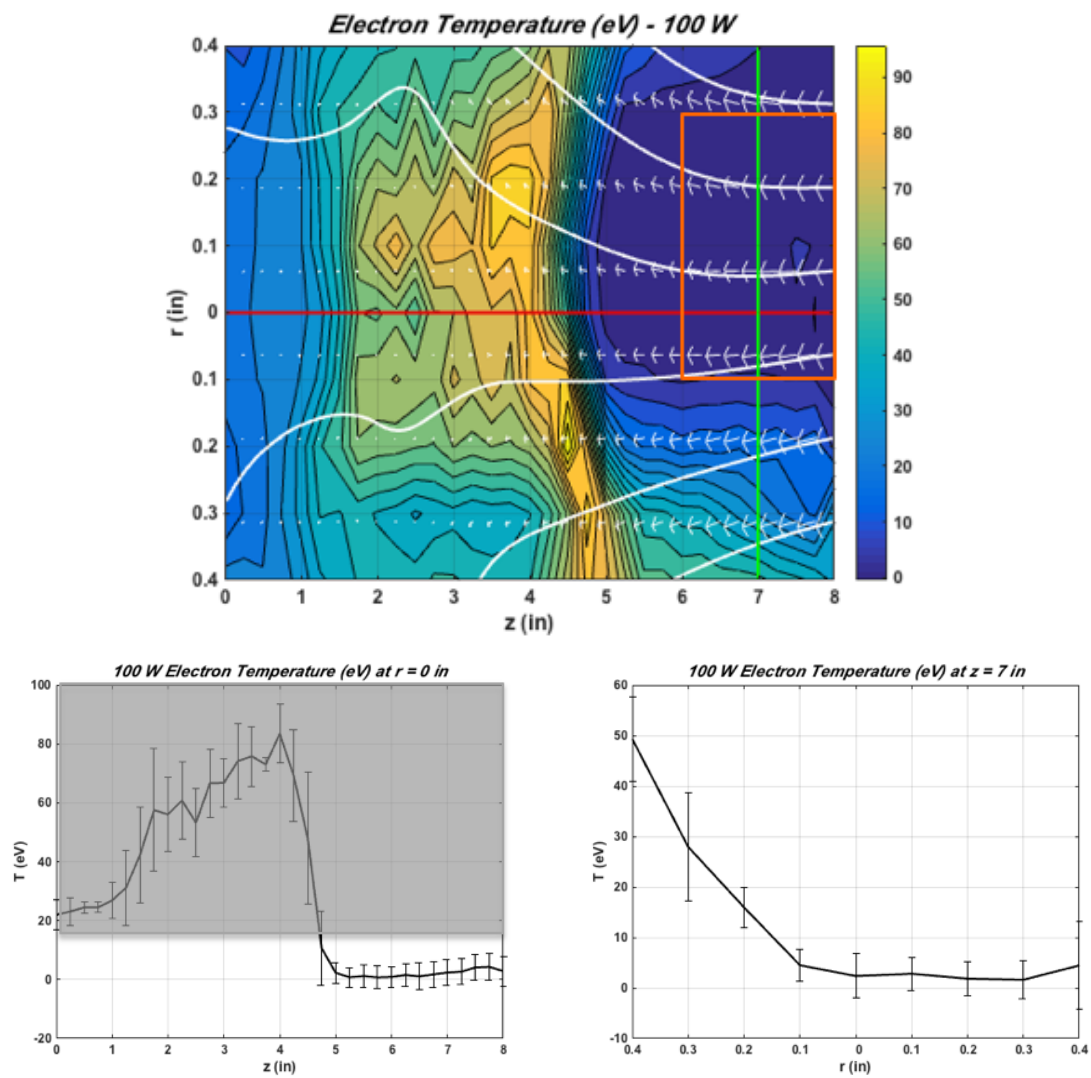 Electron Temperature (eV) - 100 W
0.4
0.3
0.2
0.1
0
0.1
0.2
0.3
0.4
r (in)
0 1 2 3 4 5 6 7 8
z (in)
90
80
70
60
50
40
30
20
10
0
100 W Electron Temperature (eV) at r = 0 in
100
80
60
40
20
0
-20
T (eV)
0 1 2 3 4 5 6 7 8
z (in)
100 W Electron Temperature (eV) at z = 7 in
60
50
40
30
20
10
0
-10
T (eV)
0.4 0.3 0.2 0.1 0 0.1 0.2 0.3 0.4
r (in)